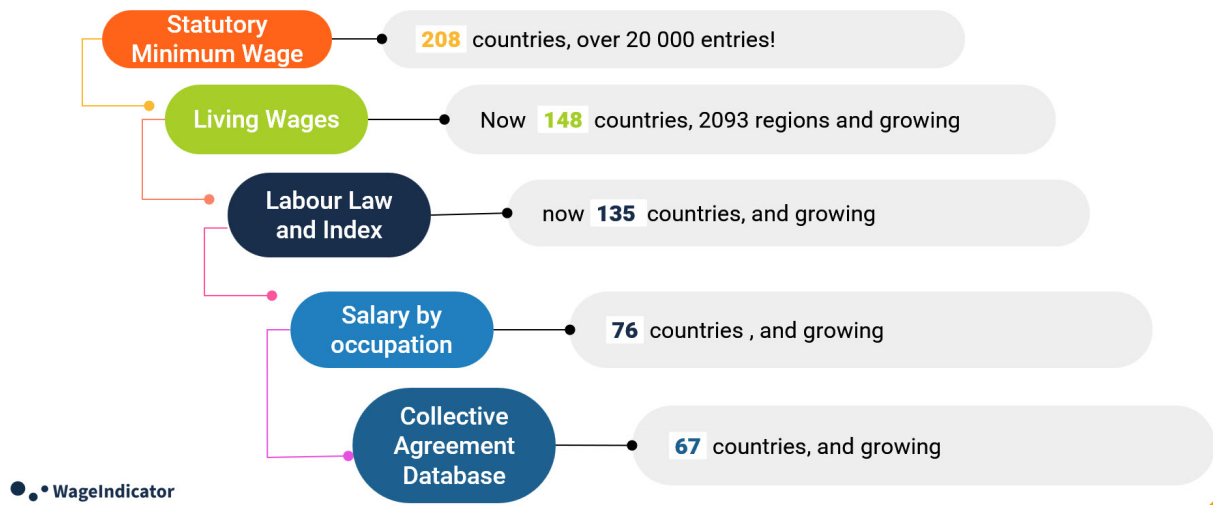 Statutory
Minimum Wage
208 countries, over 20 000 entries!
Living Wages
Now 148 countries, 2093 regions and growing
Labour Law
and Index
now 135 countries, and growing
Salary by
occupation
76 countries , and growing
Collective
Agreement
Database
67 countries, and growing
WageIndicator